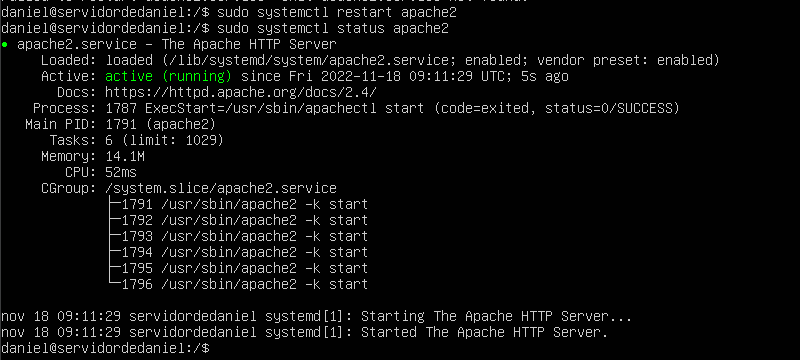 daniel@servidordedaniel:/$ sudo systemctl restart apache2
daniel@servidordedaniel:/$ sudo systemctl status apache2
● apache2.service - The Apache HTTP Server
     Loaded: loaded (/lib/systemd/system/apache2.service; enabled; vendor preset: enabled)
     Active: active (running) since Fri 2022-11-18 09:11:29 UTC; 5s ago
       Docs: https://httpd.apache.org/docs/2.4/
    Process: 1787 ExecStart=/usr/sbin/apachectl start (code=exited, status=0/SUCCESS)
   Main PID: 1791 (apache2)
      Tasks: 6 (limit: 1029)
     Memory: 14.1M
        CPU: 52ms
     CGroup: /system.slice/apache2.service
             ├─1791 /usr/sbin/apache2 -k start
             ├─1792 /usr/sbin/apache2 -k start
             ├─1793 /usr/sbin/apache2 -k start
             ├─1794 /usr/sbin/apache2 -k start
             ├─1795 /usr/sbin/apache2 -k start
             └─1796 /usr/sbin/apache2 -k start
nov 18 09:11:29 servidordedaniel systemd[1]: Starting The Apache HTTP Server...
nov 18 09:11:29 servidordedaniel systemd[1]: Started The Apache HTTP Server.
daniel@servidordedaniel:/$